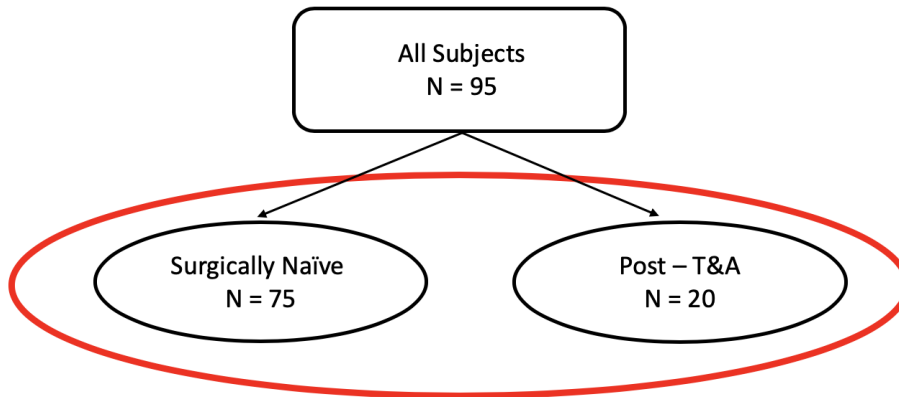 All Subjects
N = 95
Surgically Naïve
N = 75
Post – T&A
N = 20